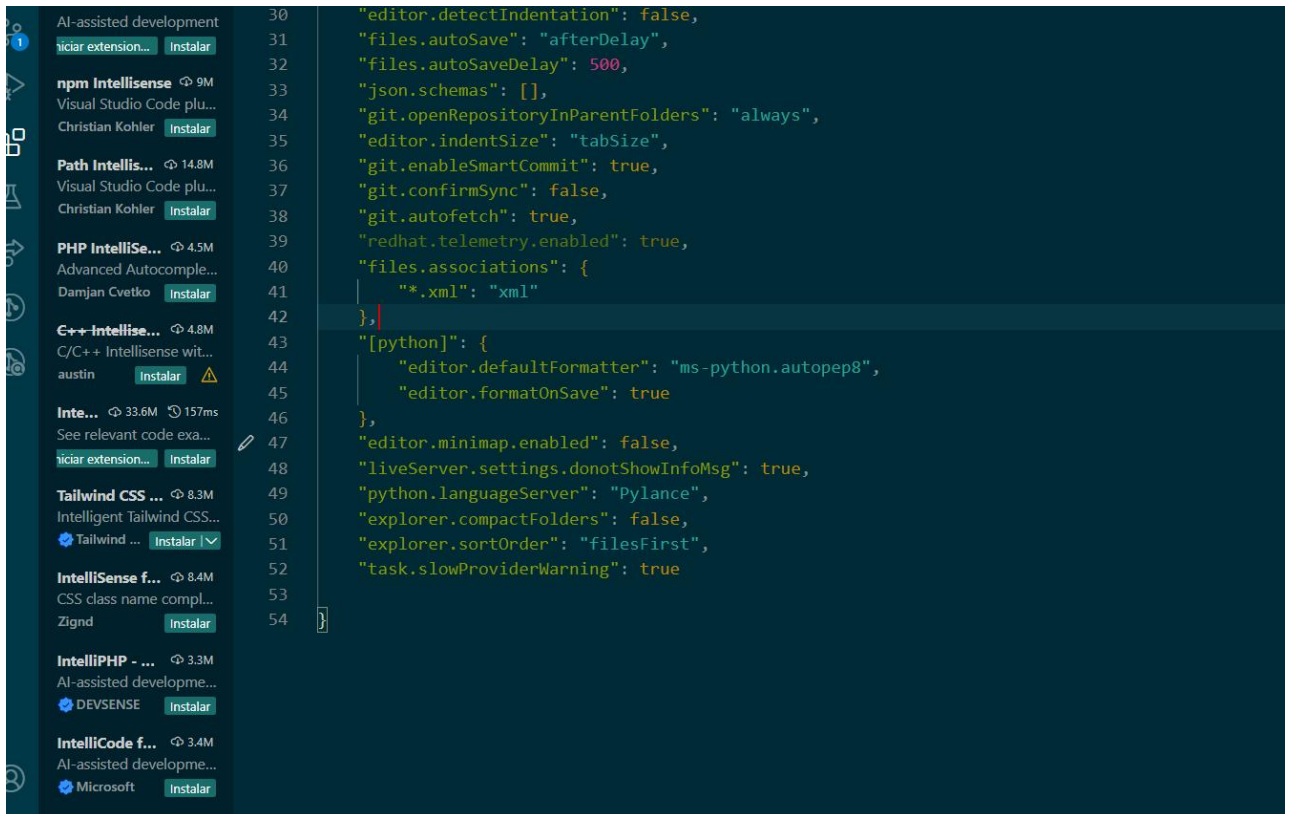 AI-assisted development
niciar extension... Instalar
npm Intellisense 9M
Visual Studio Code plu...
Christian Kohler Instalar
Path Intellis... 14.8M
Visual Studio Code plu...
Christian Kohler Instalar
PHP IntelliSe... 4.5M
Advanced Autocomple...
Damjan Cvetko Instalar
C++ Intellise... 4.8M
C/C++ Intellisense wit...
austin Instalar
Inte... 33.6M 157ms
See relevant code exa...
niciar extension... Instalar
Tailwind CSS ... 8.3M
Intelligent Tailwind CSS...
Tailwind ... Instalar
IntelliSense f... 8.4M
CSS class name compl...
Zignd Instalar
IntelliPHP - ... 3.3M
AI-assisted developme...
DEVSENSE Instalar
IntelliCode f... 3.4M
AI-assisted developme...
Microsoft Instalar
1
30 "editor.detectIndentation": false,
31 "files.autoSave": "afterDelay",
32 "files.autoSaveDelay": 500,
33 "json.schemas": [],
34 "git.openRepositoryInParentFolders": "always",
35 "editor.indentSize": "tabSize",
36 "git.enableSmartCommit": true,
37 "git.confirmSync": false,
38 "git.autofetch": true,
39 "redhat.telemetry.enabled": true,
40 "files.associations": {
41 "*.xml": "xml"
42 },
43 "[python]": {
44 "editor.defaultFormatter": "ms-python.autopep8",
45 "editor.formatOnSave": true
46 },
47 "editor.minimap.enabled": false,
48 "liveServer.settings.donotShowInfoMsg": true,
49 "python.languageServer": "Pylance",
50 "explorer.compactFolders": false,
51 "explorer.sortOrder": "filesFirst",
52 "task.slowProviderWarning": true
53
54 }